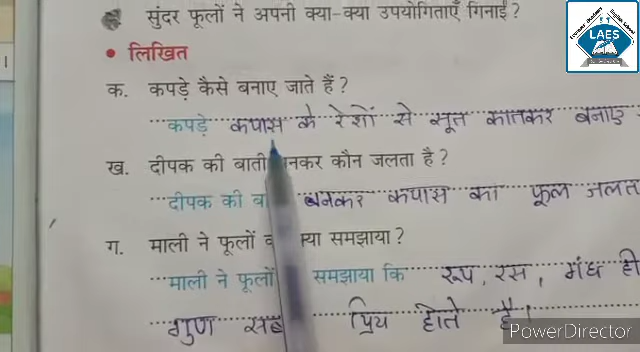 सुंदर फूलों ने अपनी क्या-क्या उपयोगिताएँ गिनाईं?
LAES
• लिखित
क. कपड़े कैसे बनाए जाते हैं?
कपड़े कपास के रेशों से सूत कातकर बनाए
ख. दीपक की बाती बनकर कौन जलता है?
दीपक की बा बनकर कपास का फूल जलत
ग. माली ने फूलों क्या समझाया?
माली ने फूलों समझाया कि रूप, रस, गंध ही
गुण सब प्रिय होते है।
PowerDirector